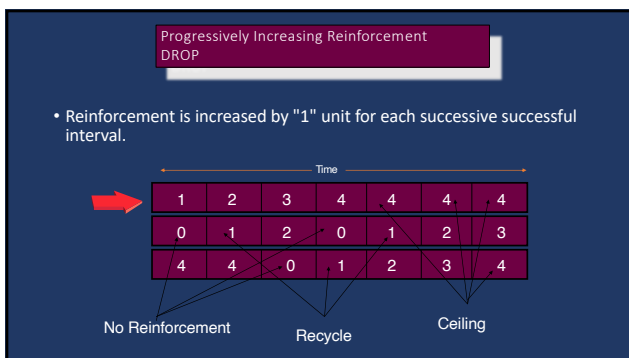 Progressively Increasing Reinforcement
DROP
• Reinforcement is increased by "1" unit for each successive successful
interval.
Time
1 2 3 4 4 4 4
0 1 2 0 1 2 3
4 4 0 1 2 3 4
No Reinforcement
Recycle
Ceiling